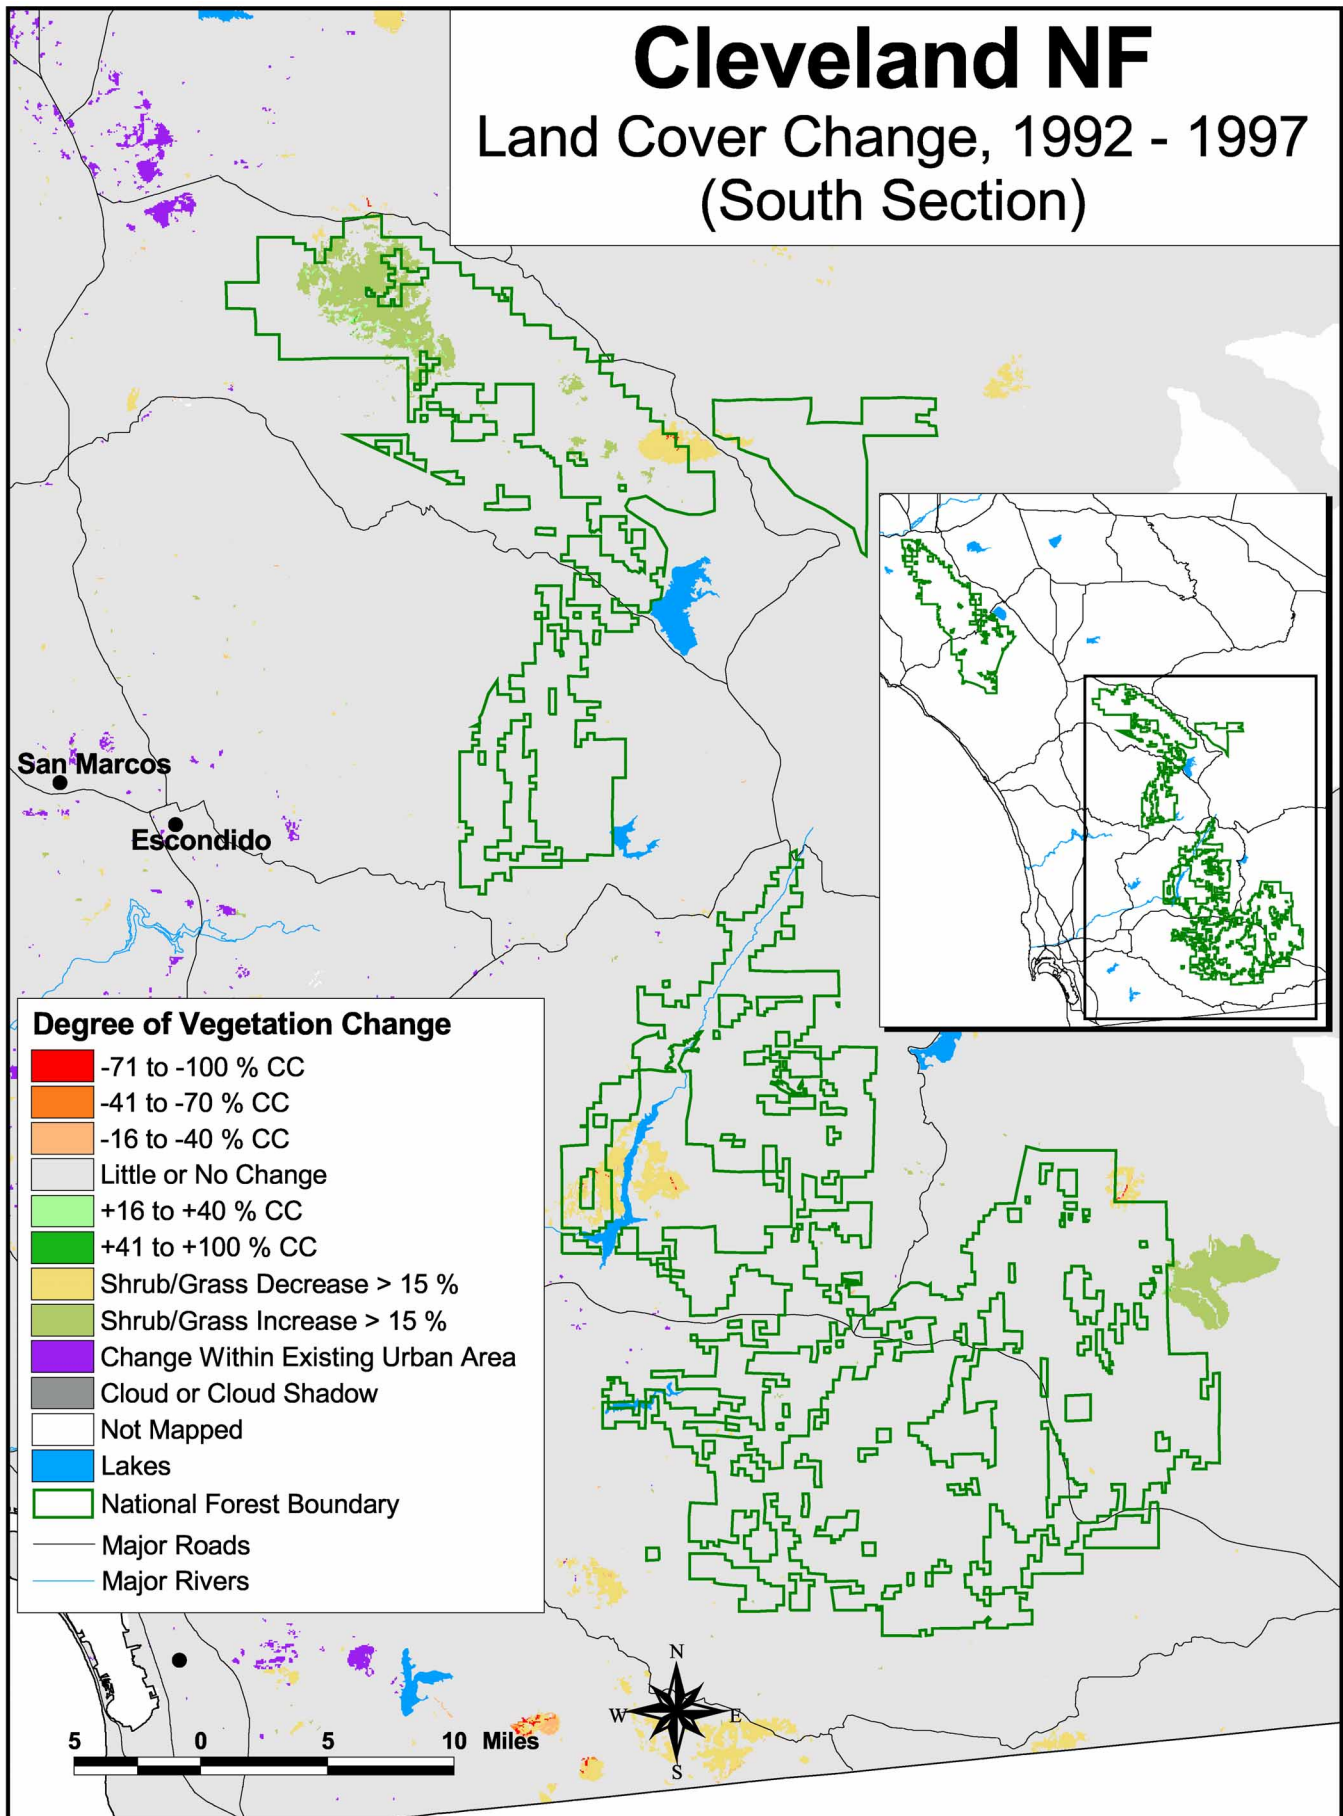 Cleveland NF
Land Cover Change, 1992 - 1997
(South Section)
San Marcos
Escondido
Degree of Vegetation Change
-71 to -100 % CC
-41 to -70 % CC
-16 to -40 % CC
Little or No Change
+16 to +40 % CC
+41 to +100 % CC
Shrub/Grass Decrease > 15 %
Shrub/Grass Increase > 15 %
Change Within Existing Urban Area
Cloud or Cloud Shadow
Not Mapped
Lakes
National Forest Boundary
Major Roads
Major Rivers
N
W E
S
5 0 5 10 Miles